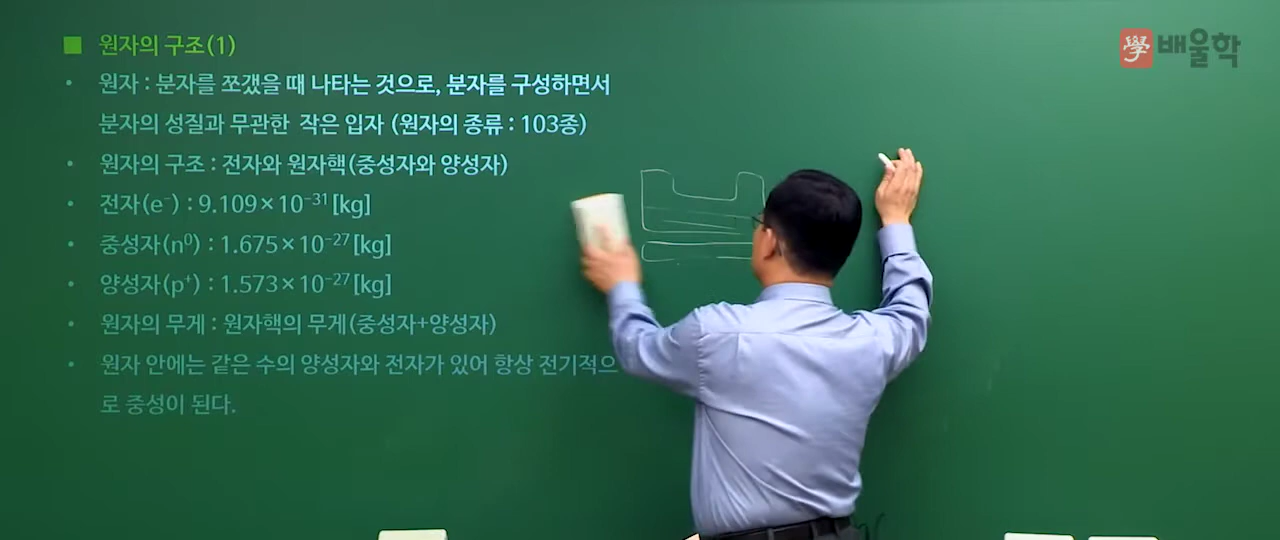 ■ 원자의 구조(1)
學 배울학
• 원자 : 분자를 쪼갰을 때 나타는 것으로, 분자를 구성하면서
분자의 성질과 무관한 작은 입자 (원자의 종류 : 103종)
• 원자의 구조 : 전자와 원자핵(중성자와 양성자)
• 전자(e⁻) : 9.109×10⁻³¹[kg]
• 중성자(n⁰) : 1.675×10⁻²⁷[kg]
• 양성자(p⁺) : 1.573×10⁻²⁷[kg]
• 원자의 무게 : 원자핵의 무게(중성자+양성자)
• 원자 안에는 같은 수의 양성자와 전자가 있어 항상 전기적으
로 중성이 된다.